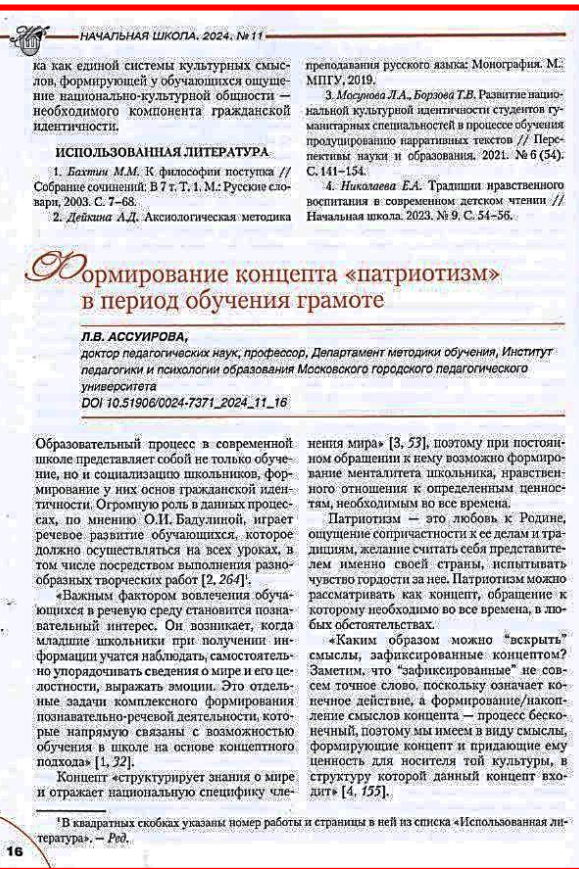 НАЧАЛЬНАЯ ШКОЛА. 2024. № 11
ка как единой системы культурных смыс-
лов, формирующей у обучающихся ощуще-
ние национально-культурной общности —
необходимого компонента гражданской
идентичности.
ИСПОЛЬЗОВАННАЯ ЛИТЕРАТУРА
1. Бахтин М.М. К философии поступка //
Собрание сочинений: В 7 т. Т. 1. М.: Русские сло-
вари, 2003. С. 7–68.
2. Дейкина А.Д. Аксиологическая методика
преподавания русского языка: Монография. М.:
МПГУ, 2019.
3. Мосунова Л.А., Борзова Т.В. Развитие нацио-
нальной культурной идентичности студентов гу-
манитарных специальностей в процессе обучения
продуцированию нарративных текстов // Перс-
пективы науки и образования. 2021. № 6 (54).
С. 141–154.
4. Николаева Е.А. Традиции нравственного
воспитания в современном детском чтении //
Начальная школа. 2023. № 9. С. 54–56.
Формирование концепта «патриотизм»
в период обучения грамоте
Л.В. АССУИРОВА,
доктор педагогических наук, профессор, Департамент методики обучения, Институт
педагогики и психологии образования Московского городского педагогического
университета
DOI 10.51906/0024-7371_2024_11_16
Образовательный процесс в современной
школе представляет собой не только обуче-
ние, но и социализацию школьников, фор-
мирование у них основ гражданской иден-
тичности. Огромную роль в данных процес-
сах, по мнению О.И. Бадулиной, играет
речевое развитие обучающихся, которое
должно осуществляться на всех уроках, в
том числе посредством выполнения разно-
образных творческих работ [2, 264]¹.
«Важным фактором вовлечения обуча-
ющихся в речевую среду становится позна-
вательный интерес. Он возникает, когда
младшие школьники при получении ин-
формации учатся наблюдать, самостоятель-
но упорядочивать сведения о мире и его це-
лостности, выражать эмоции. Это отдель-
ные задачи комплексного формирования
познавательно-речевой деятельности, кото-
рые напрямую связаны с возможностью
обучения в школе на основе концептного
подхода» [1, 32].
Концепт «структурирует знания о мире
и отражает национальную специфику чле-
нения мира» [3, 53], поэтому при постоян-
ном обращении к нему возможно формиро-
вание менталитета школьника, нравствен-
ного отношения к определенным ценнос-
тям, необходимым во все времена.
Патриотизм — это любовь к Родине,
ощущение сопричастности к ее делам и тра-
дициям, желание считать себя представите-
лем именно своей страны, испытывать
чувство гордости за нее. Патриотизм можно
рассматривать как концепт, обращение к
которому необходимо во все времена, в лю-
бых обстоятельствах.
«Каким образом можно "вскрыть"
смыслы, зафиксированные концептом?
Заметим, что "зафиксированные" не сов-
сем точное слово, поскольку означает ко-
нечное действие, а формирование/накоп-
ление смыслов концепта — процесс беско-
нечный, поэтому мы имеем в виду смыслы,
формирующие концепт и придающие ему
ценность для носителя той культуры, в
структуру которой данный концепт вхо-
дит» [4, 155].
¹ В квадратных скобках указаны номер работы и страницы в ней из списка «Использованная ли-
тература». — Ред.
16